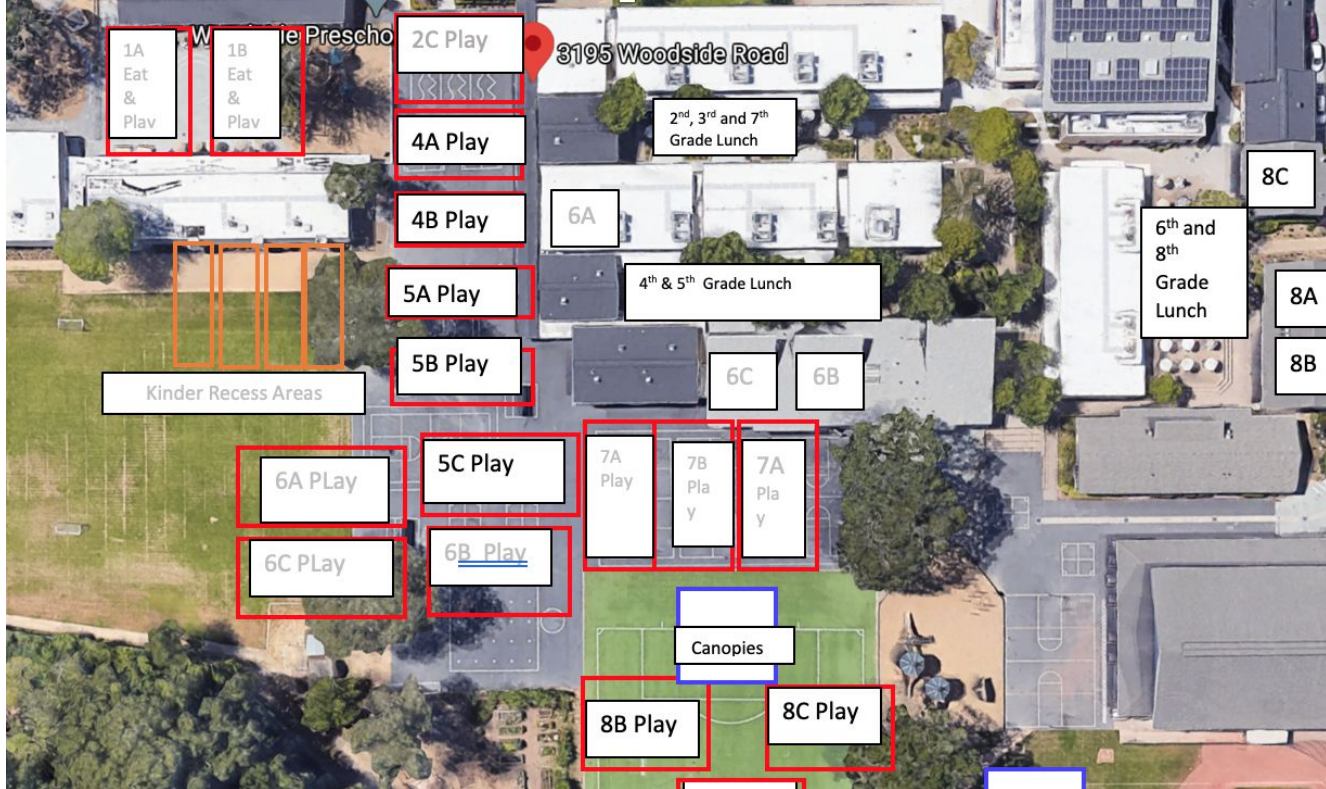 Woodside Prescho
1A
Eat
&
Play
1B
Eat
&
Play
2C Play
3195 Woodside Road
2nd, 3rd and 7th
Grade Lunch
4A Play
8C
4B Play
6A
6th and
8th
Grade
Lunch
5A Play
4th & 5th Grade Lunch
8A
5B Play
6C
6B
8B
Kinder Recess Areas
6A PLay
5C Play
7A
Play
7B
Pla
y
7A
Pla
y
6C PLay
6B Play
Canopies
8B Play
8C Play